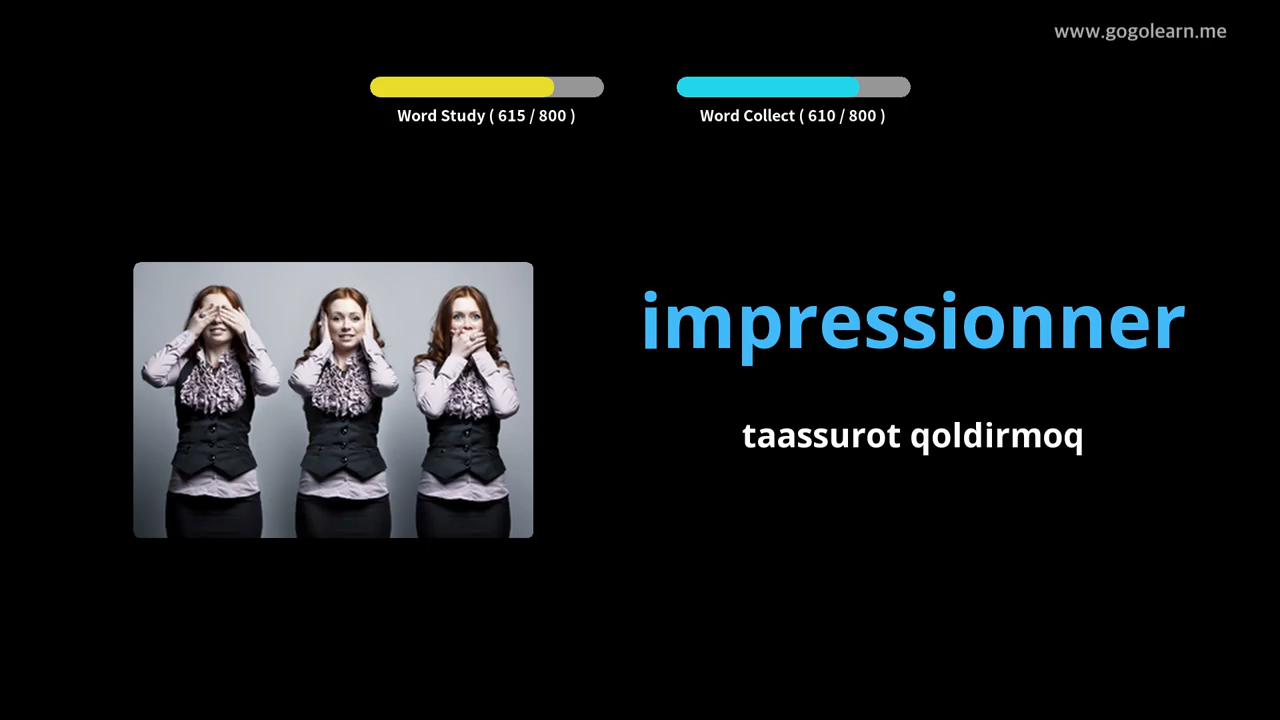 www.gogolearn.me
Word Study ( 615 / 800 )
Word Collect ( 610 / 800 )
impressionner
taassurot qoldirmoq